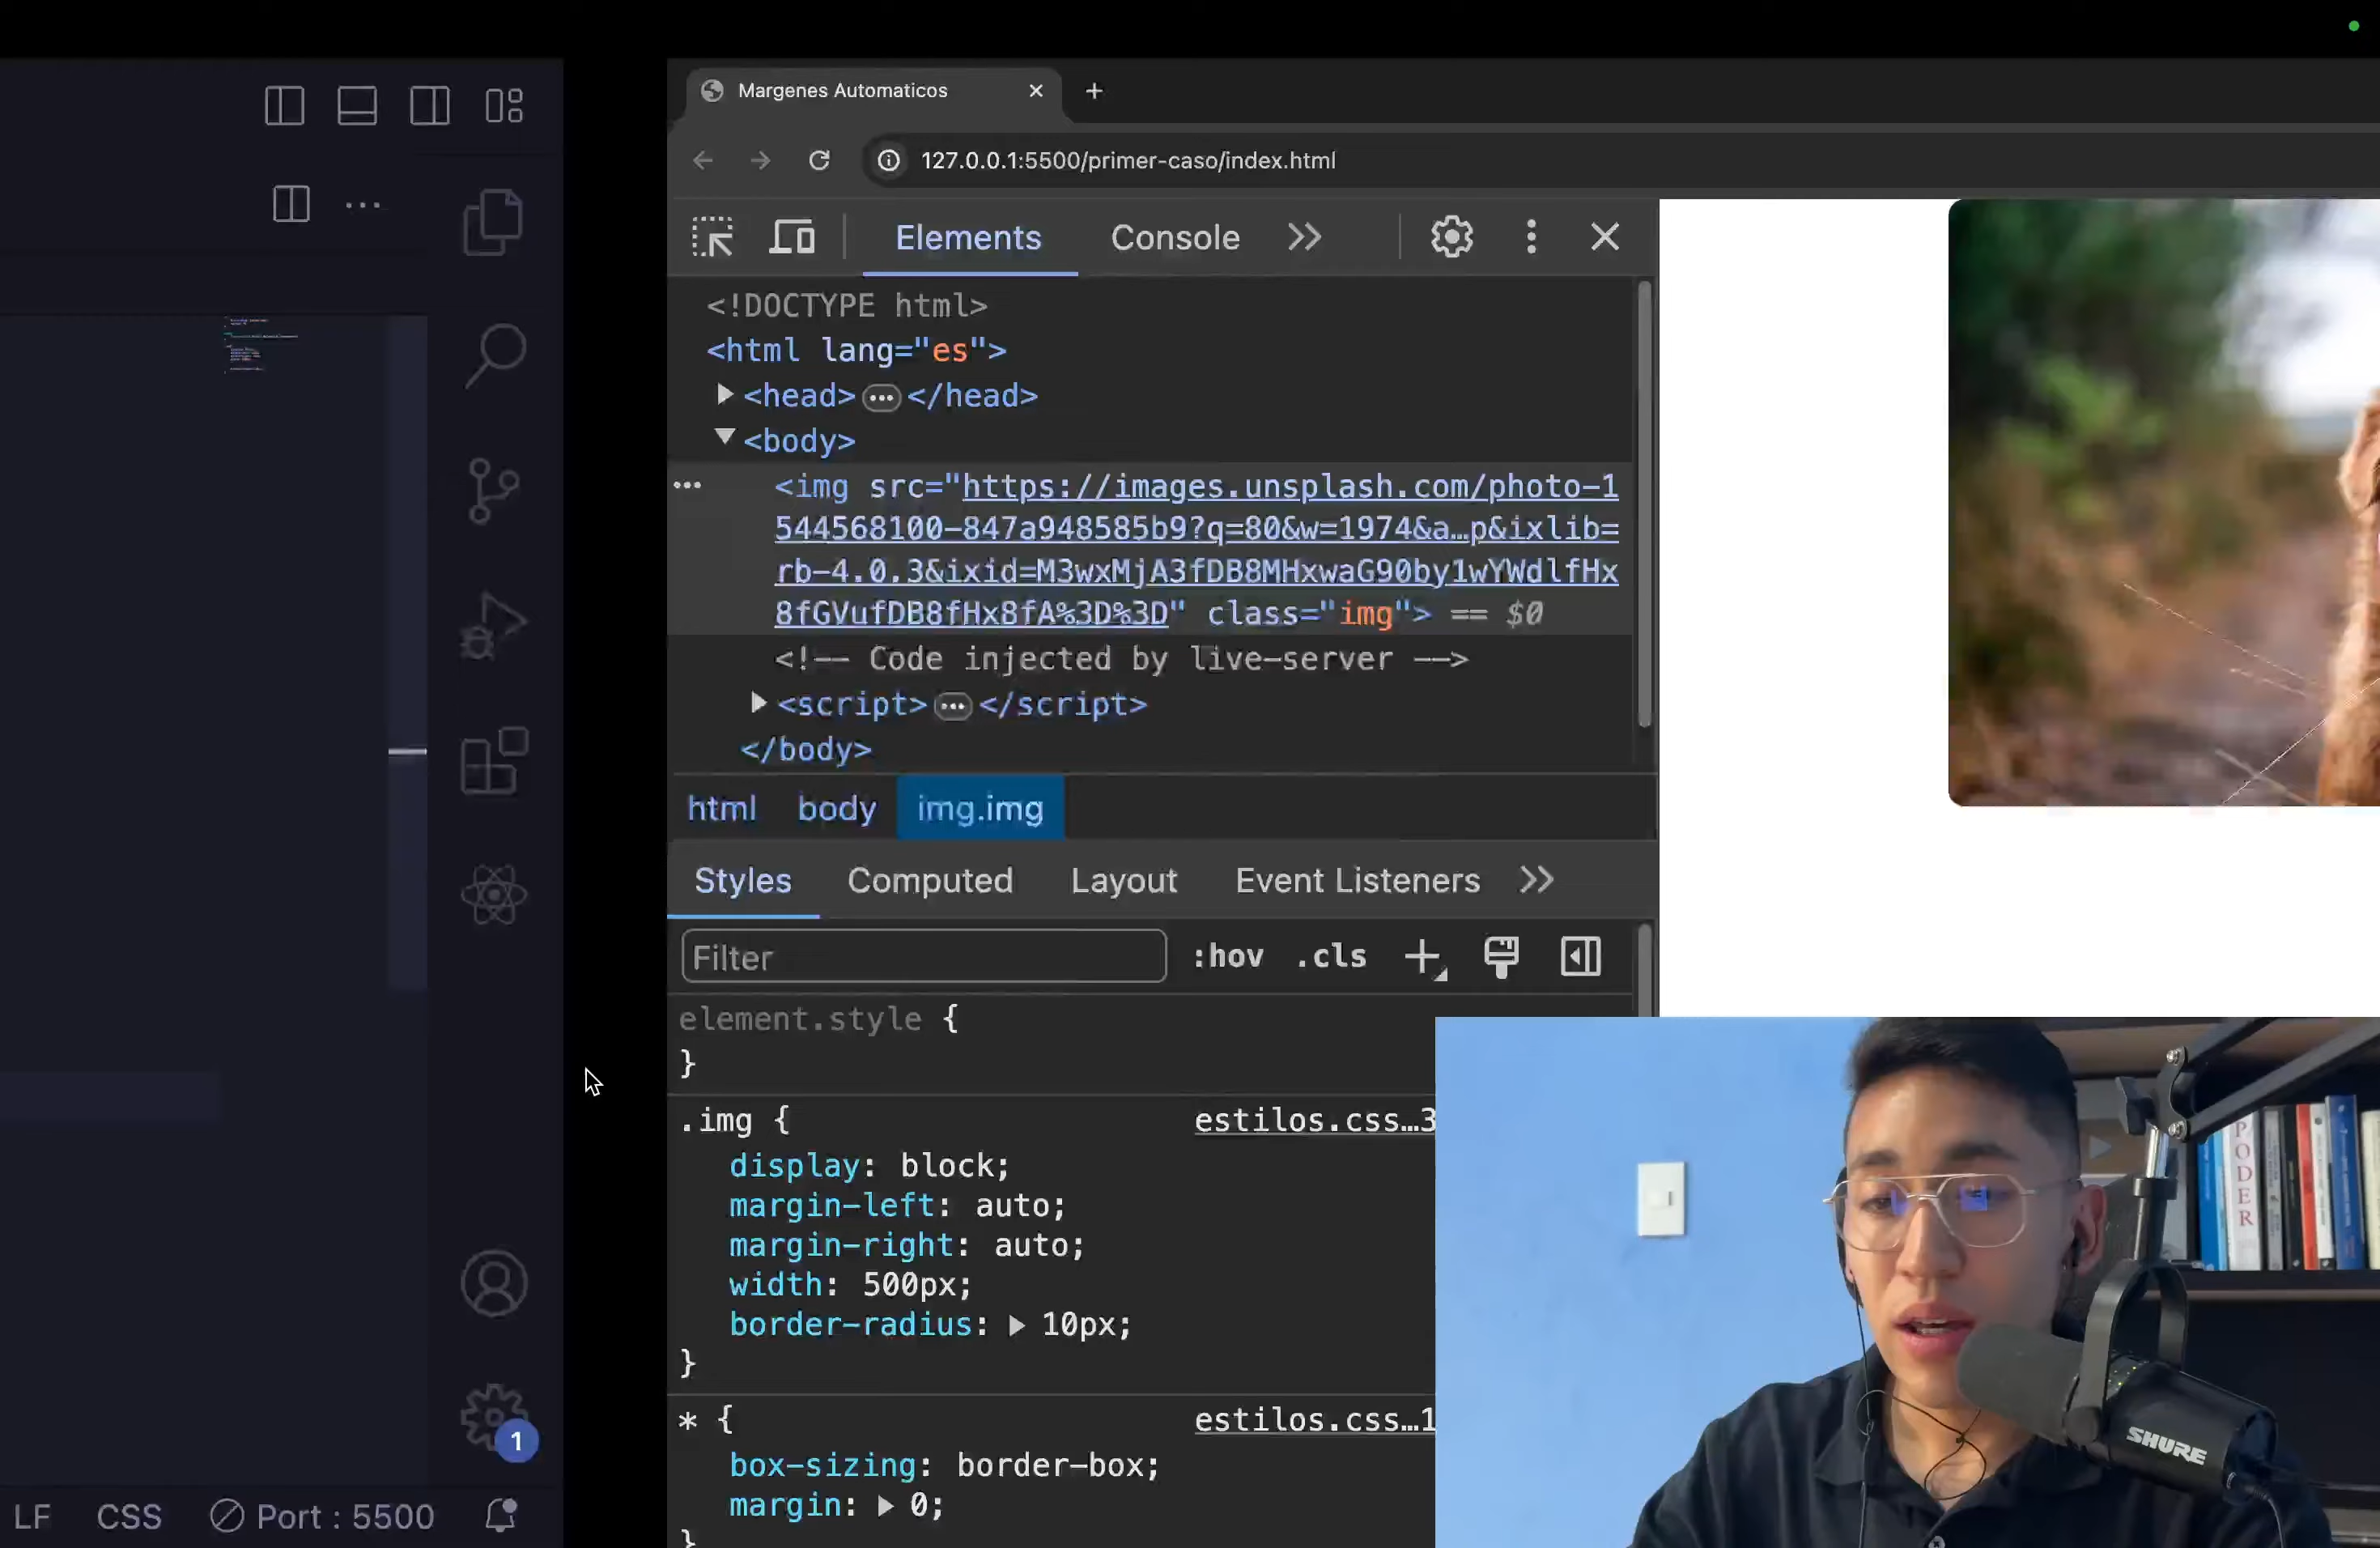 Margenes Automaticos
127.0.0.1:5500/primer-caso/index.html
Elements
Console
<!DOCTYPE html>
<html lang="es">
<head> ••• </head>
<body>
••• <img src="https://images.unsplash.com/photo-1
544568100-847a948585b9?q=80&w=1974&a…p&ixlib=
rb-4.0.3&ixid=M3wxMjA3fDB8MHxwaG90by1wYWdlfHx
8fGVufDB8fHx8fA%3D%3D" class="img"> == $0
<!-- Code injected by live-server -->
<script> ••• </script>
</body>
html body img.img
Styles Computed Layout Event Listeners
Filter :hov .cls
element.style {
}
.img { estilos.css…3
display: block;
margin-left: auto;
margin-right: auto;
width: 500px;
border-radius: 10px;
}
* { estilos.css…1
box-sizing: border-box;
margin: 0;
}
1
LF CSS Port : 5500
PODER
SHURE